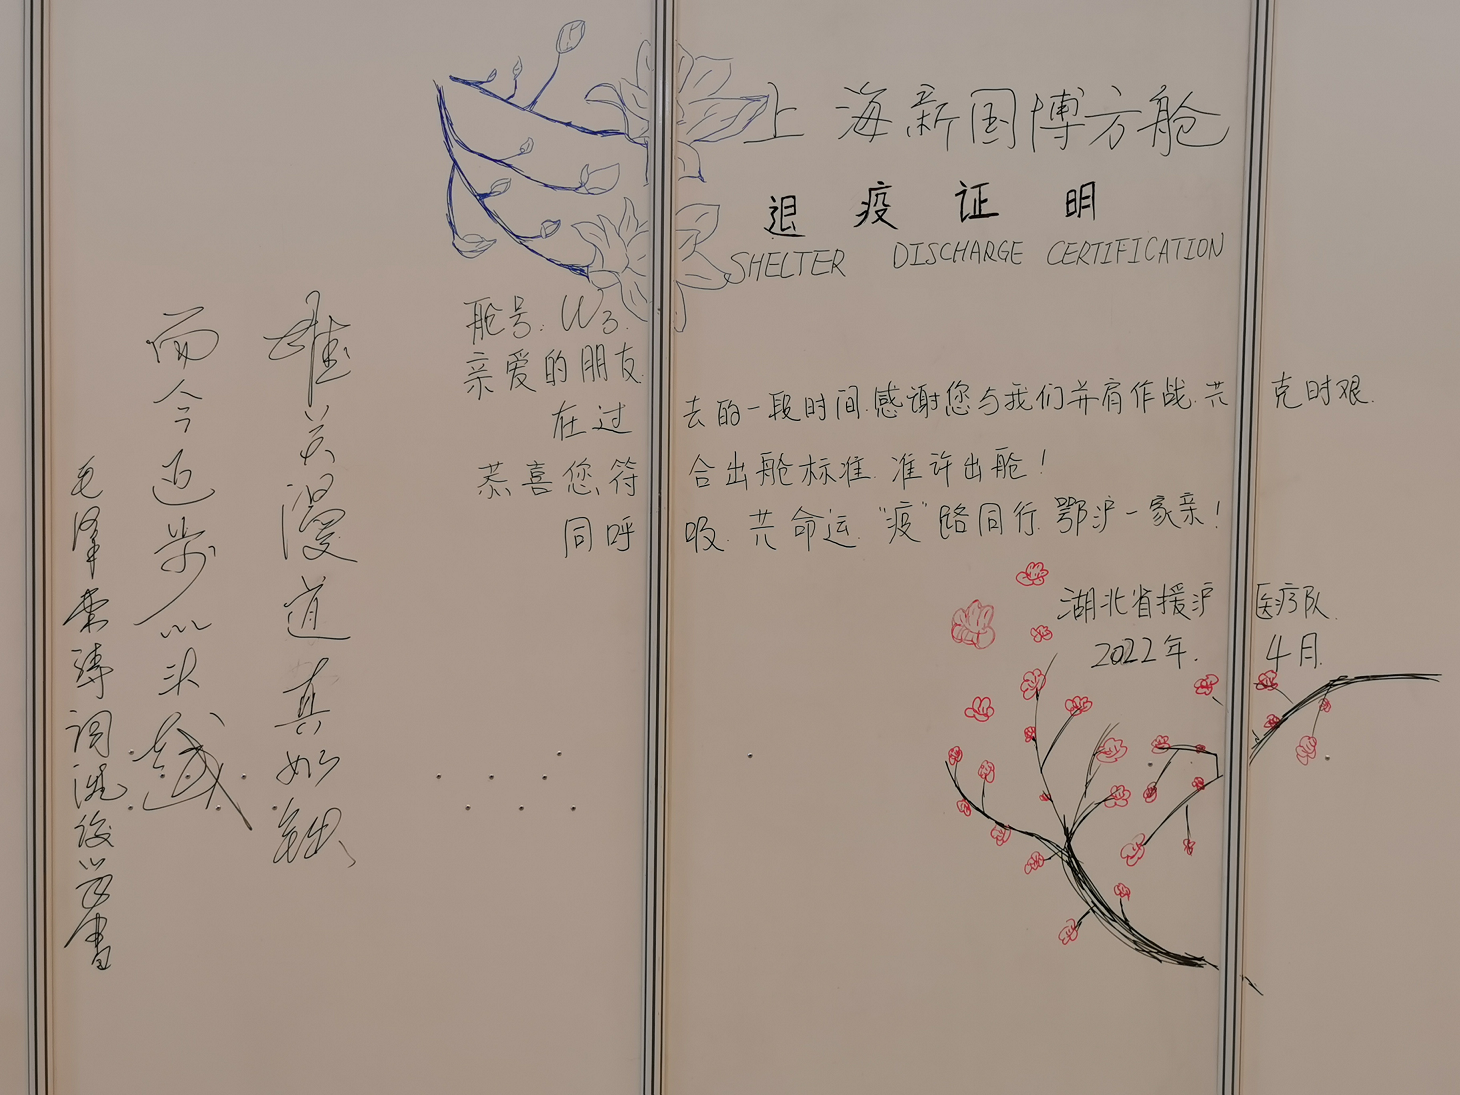 上海新国博方舱
退疫证明
SHELTER DISCHARGE CERTIFICATION
舱号:W3.
亲爱的朋友
在过去的一段时间.感谢您与我们并肩作战.共克时艰.
恭喜您.符合出舱标准.准许出舱!
同呼吸.共命运."疫"路同行.鄂沪一家亲!
湖北省援沪医疗队.
2022年.4月.
雄关漫道真如铁
而今迈步从头越
毛泽东诗词